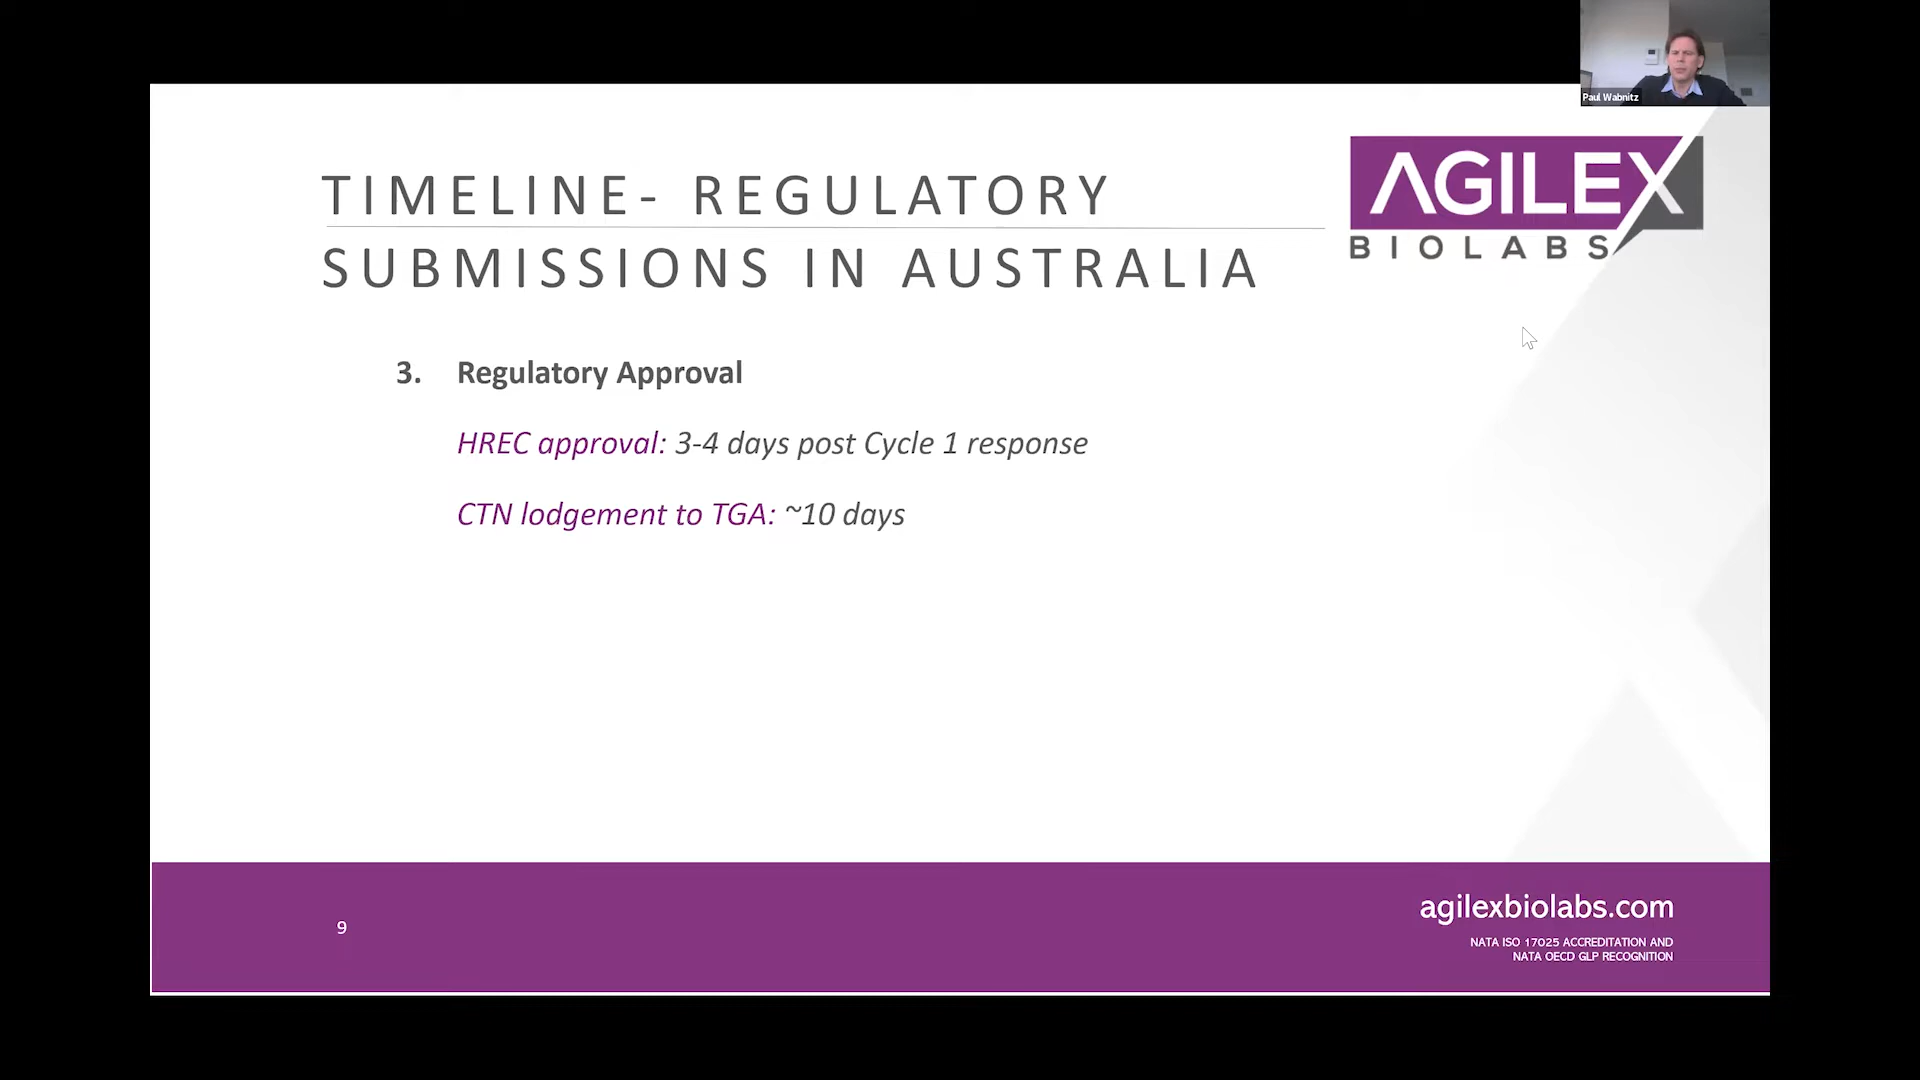 Paul Wabnitz
AGILEX
BIOLABS
TIMELINE- REGULATORY
SUBMISSIONS IN AUSTRALIA
3. Regulatory Approval
HREC approval: 3-4 days post Cycle 1 response
CTN lodgement to TGA: ~10 days
9
agilexbiolabs.com
NATA ISO 17025 ACCREDITATION AND
NATA OECD GLP RECOGNITION